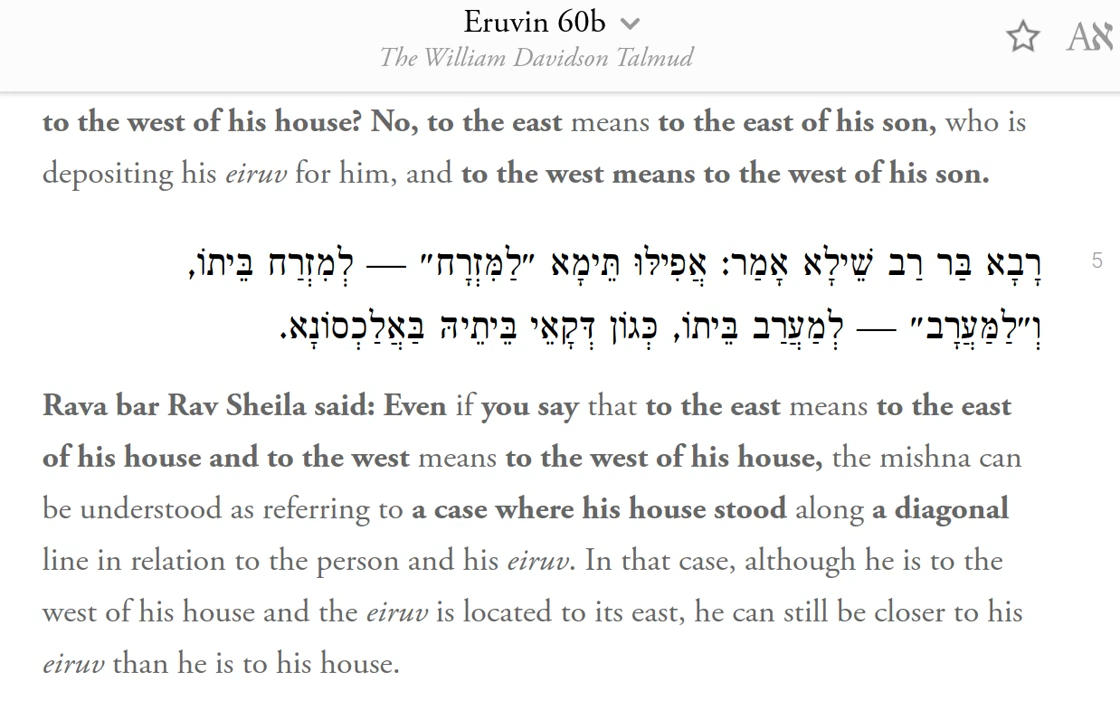 Eruvin 60b
The William Davidson Talmud
Aא
to the west of his house? No, to the east means to the east of his son, who is
depositing his eiruv for him, and to the west means to the west of his son.
רָבָא בַּר רַב שֵׁילָא אָמַר: אֲפִילּוּ תֵּימָא ״לַמִּזְרָח״ — לְמִזְרַח בֵּיתוֹ,
5
וְ״לַמַּעֲרָב״ — לְמַעֲרַב בֵּיתוֹ, כְּגוֹן דְּקָאֵי בֵּיתֵיהּ בַּאֲלַכְסוֹנָא.
Rava bar Rav Sheila said: Even if you say that to the east means to the east
of his house and to the west means to the west of his house, the mishna can
be understood as referring to a case where his house stood along a diagonal
line in relation to the person and his eiruv. In that case, although he is to the
west of his house and the eiruv is located to its east, he can still be closer to his
eiruv than he is to his house.